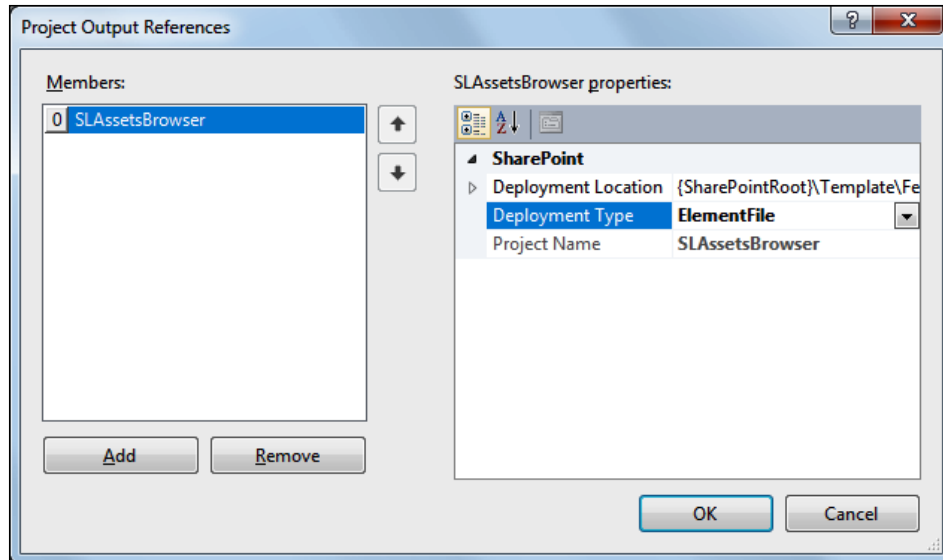 Project Output References
Members:
SLAssetsBrowser properties:
0 SLAssetsBrowser
SharePoint
Deployment Location {SharePointRoot}\Template\Fe
Deployment Type ElementFile
Project Name SLAssetsBrowser
Add Remove
OK Cancel